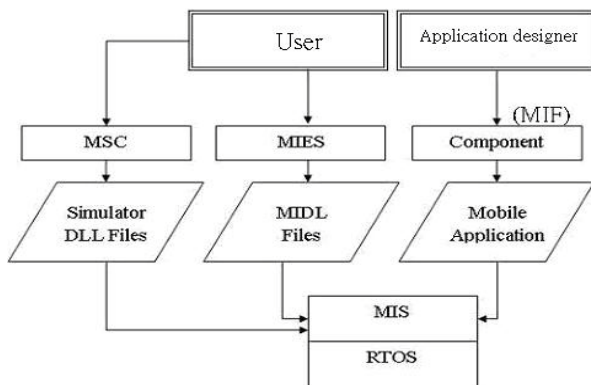 User
Application designer
(MIF)
MSC
MIES
Component
Simulator
DLL Files
MIDL
Files
Mobile
Application
MIS
RTOS